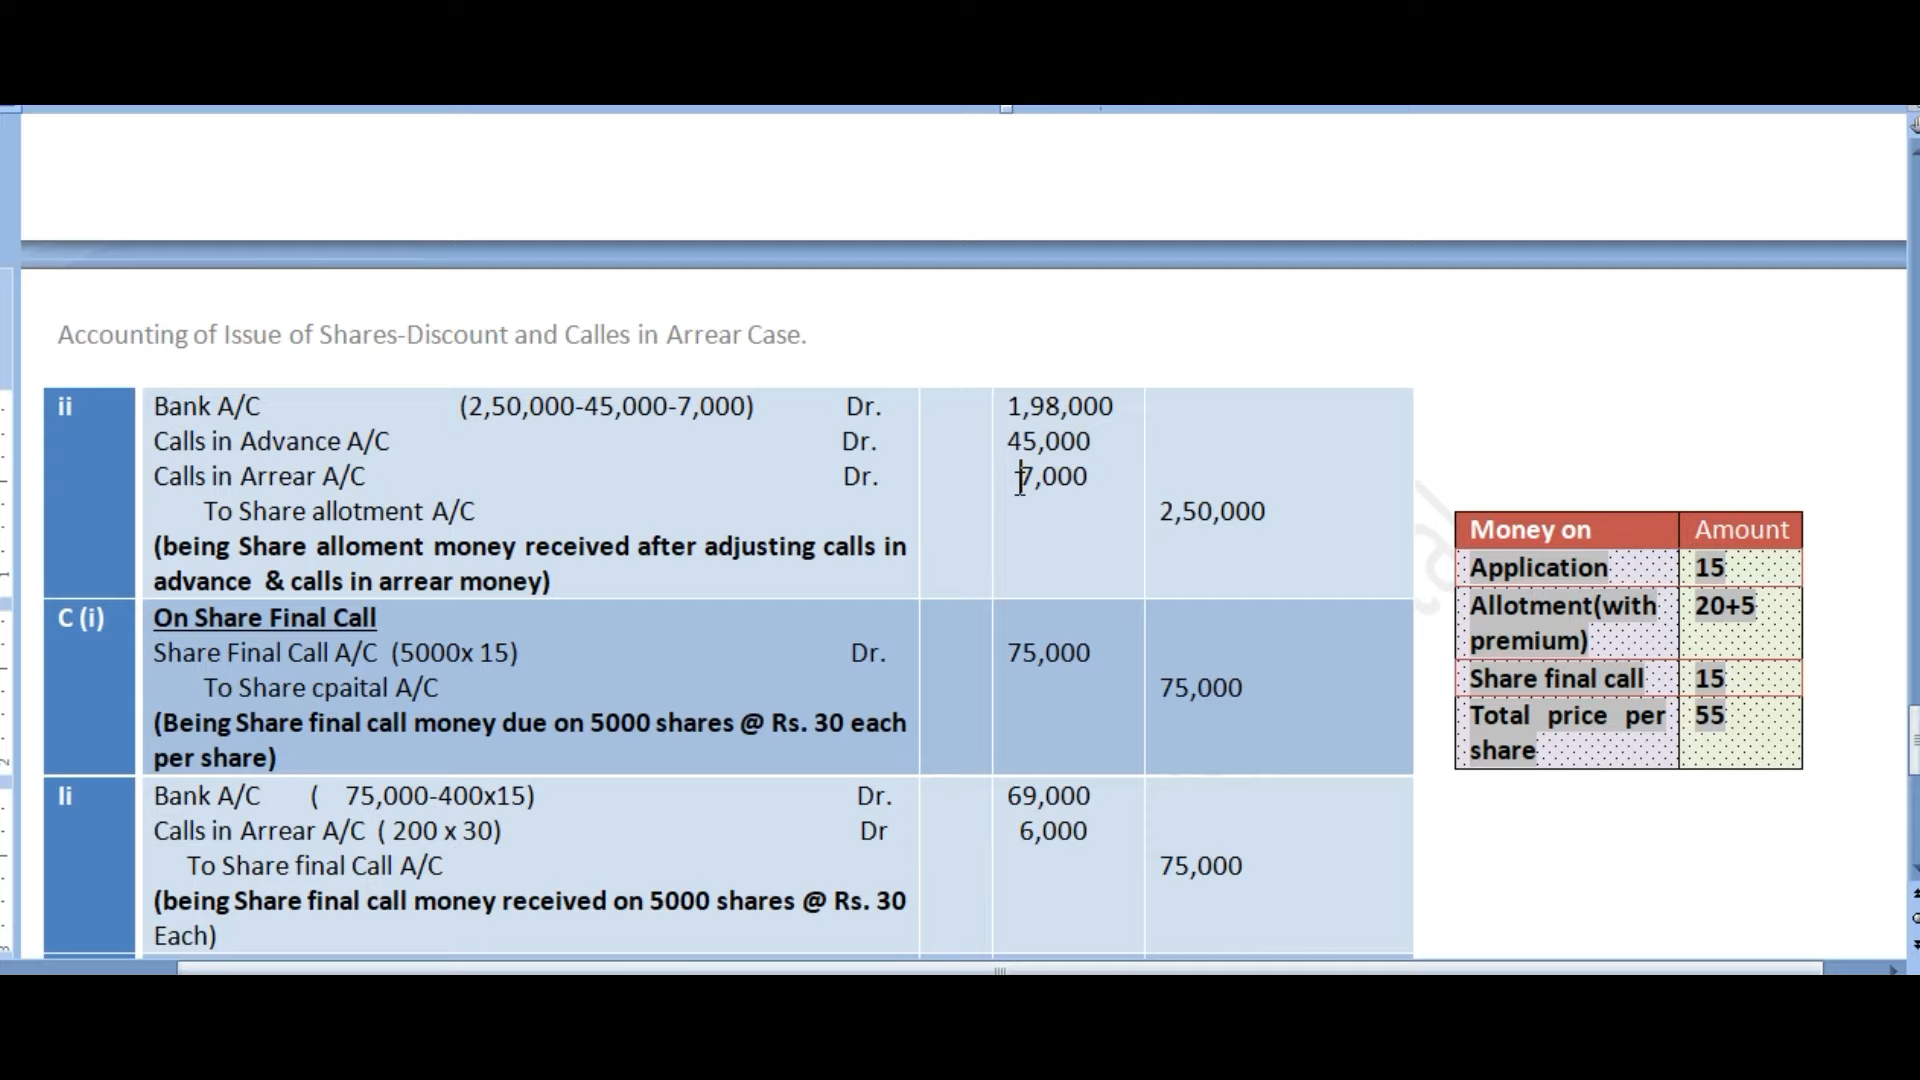 Accounting of Issue of Shares-Discount and Calles in Arrear Case.
ii Bank A/C (2,50,000-45,000-7,000) Dr. 1,98,000
Calls in Advance A/C Dr. 45,000
Calls in Arrear A/C Dr. 7,000
To Share allotment A/C 2,50,000
(being Share alloment money received after adjusting calls in
advance & calls in arrear money)
C (i) On Share Final Call
Share Final Call A/C (5000x 15) Dr. 75,000
To Share cpaital A/C 75,000
(Being Share final call money due on 5000 shares @ Rs. 30 each
per share)
Ii Bank A/C ( 75,000-400x15) Dr. 69,000
Calls in Arrear A/C ( 200 x 30) Dr 6,000
To Share final Call A/C 75,000
(being Share final call money received on 5000 shares @ Rs. 30
Each)
Money on Amount
Application 15
Allotment(with 20+5
premium)
Share final call 15
Total price per 55
share